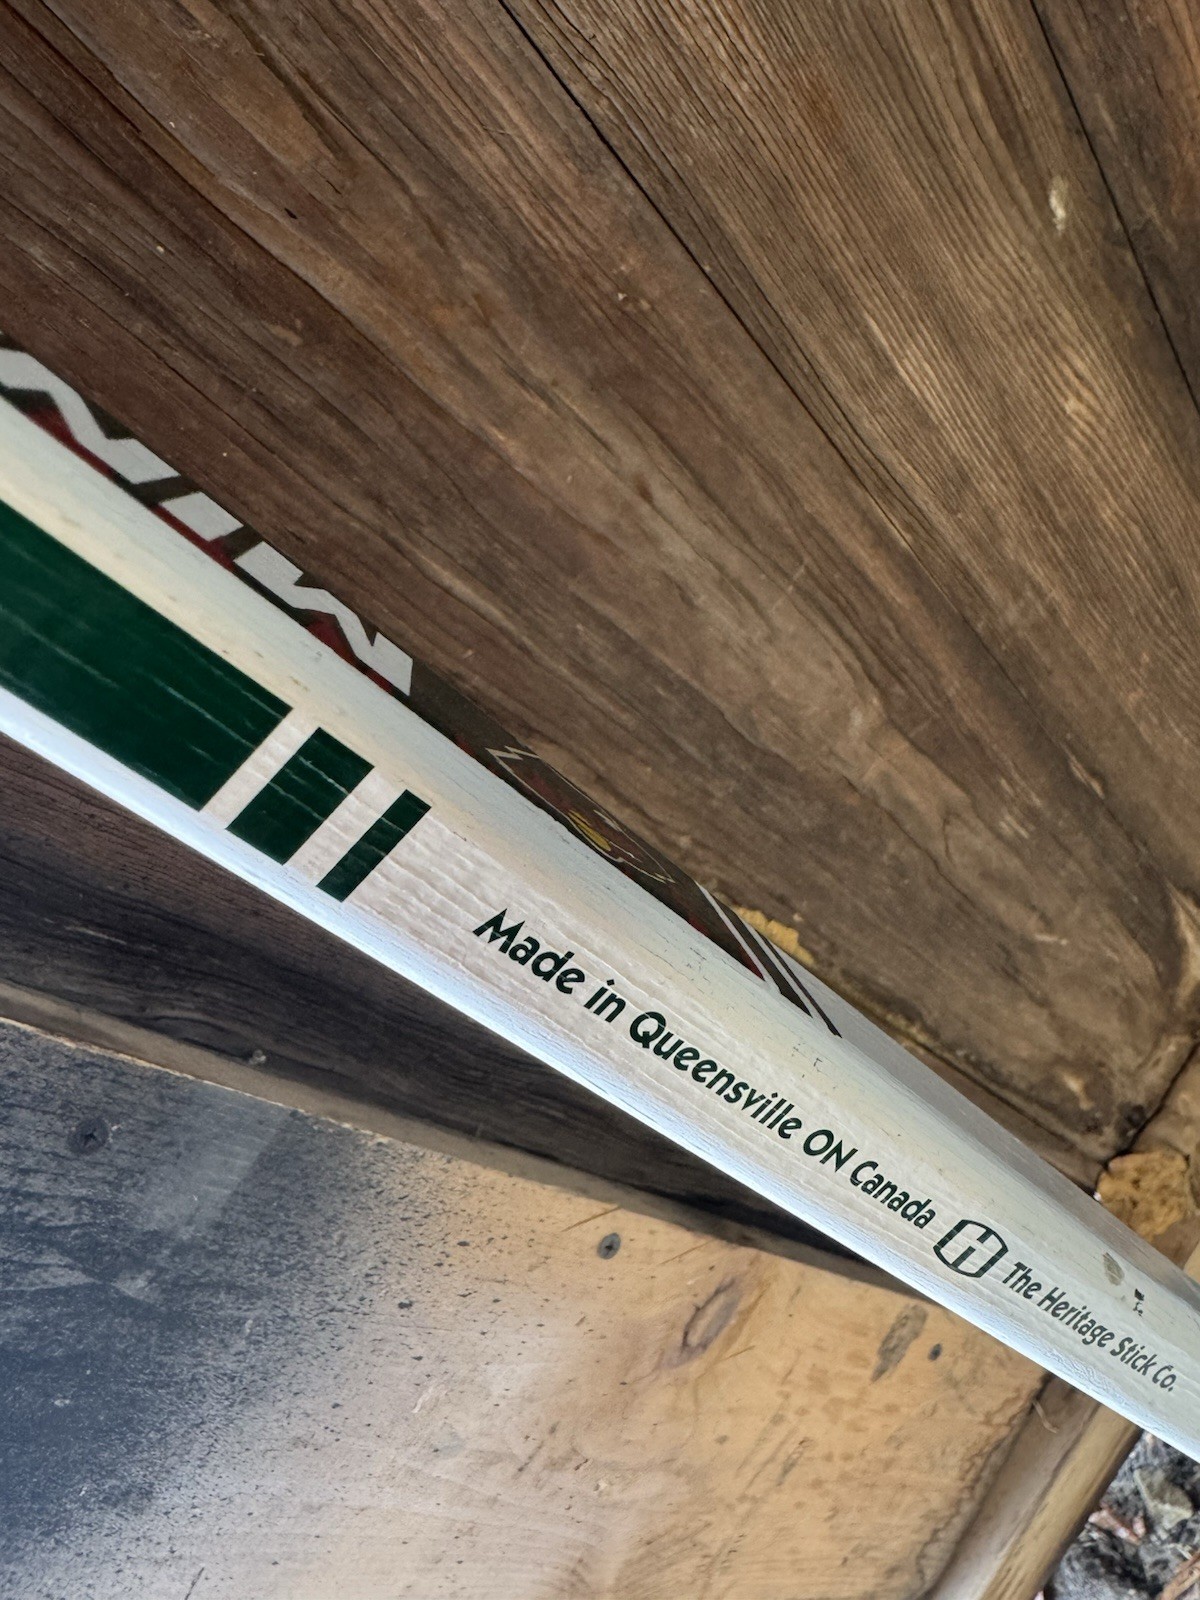 Made in Queensville ON Canada
The Heritage Stick Co.